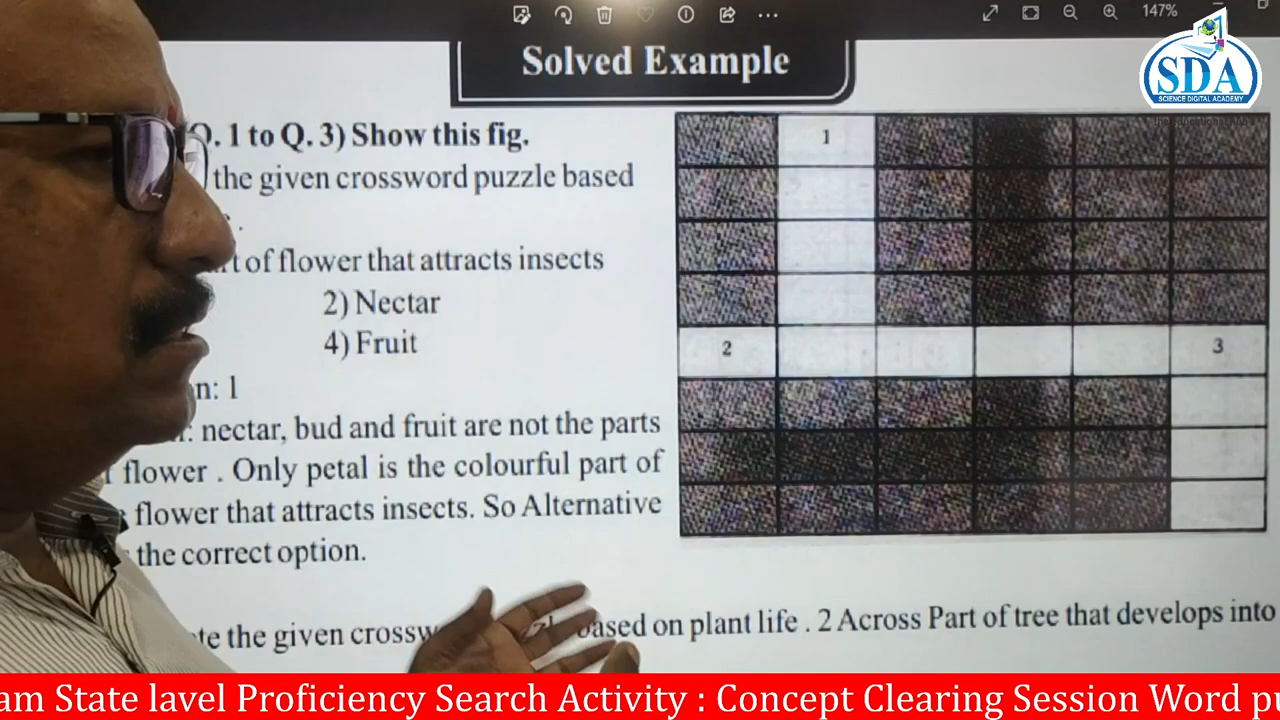 147%
Solved Example
SDA
SCIENCE DIGITAL ACADEMY
. 1 to Q. 3) Show this fig.
the given crossword puzzle based
of flower that attracts insects
2) Nectar
4) Fruit
: 1
: nectar, bud and fruit are not the parts
flower . Only petal is the colourful part of
flower that attracts insects. So Alternative
the correct option.
the given based on plant life . 2 Across Part of tree that develops into
1
2 3
am State lavel Proficiency Search Activity : Concept Clearing Session Word